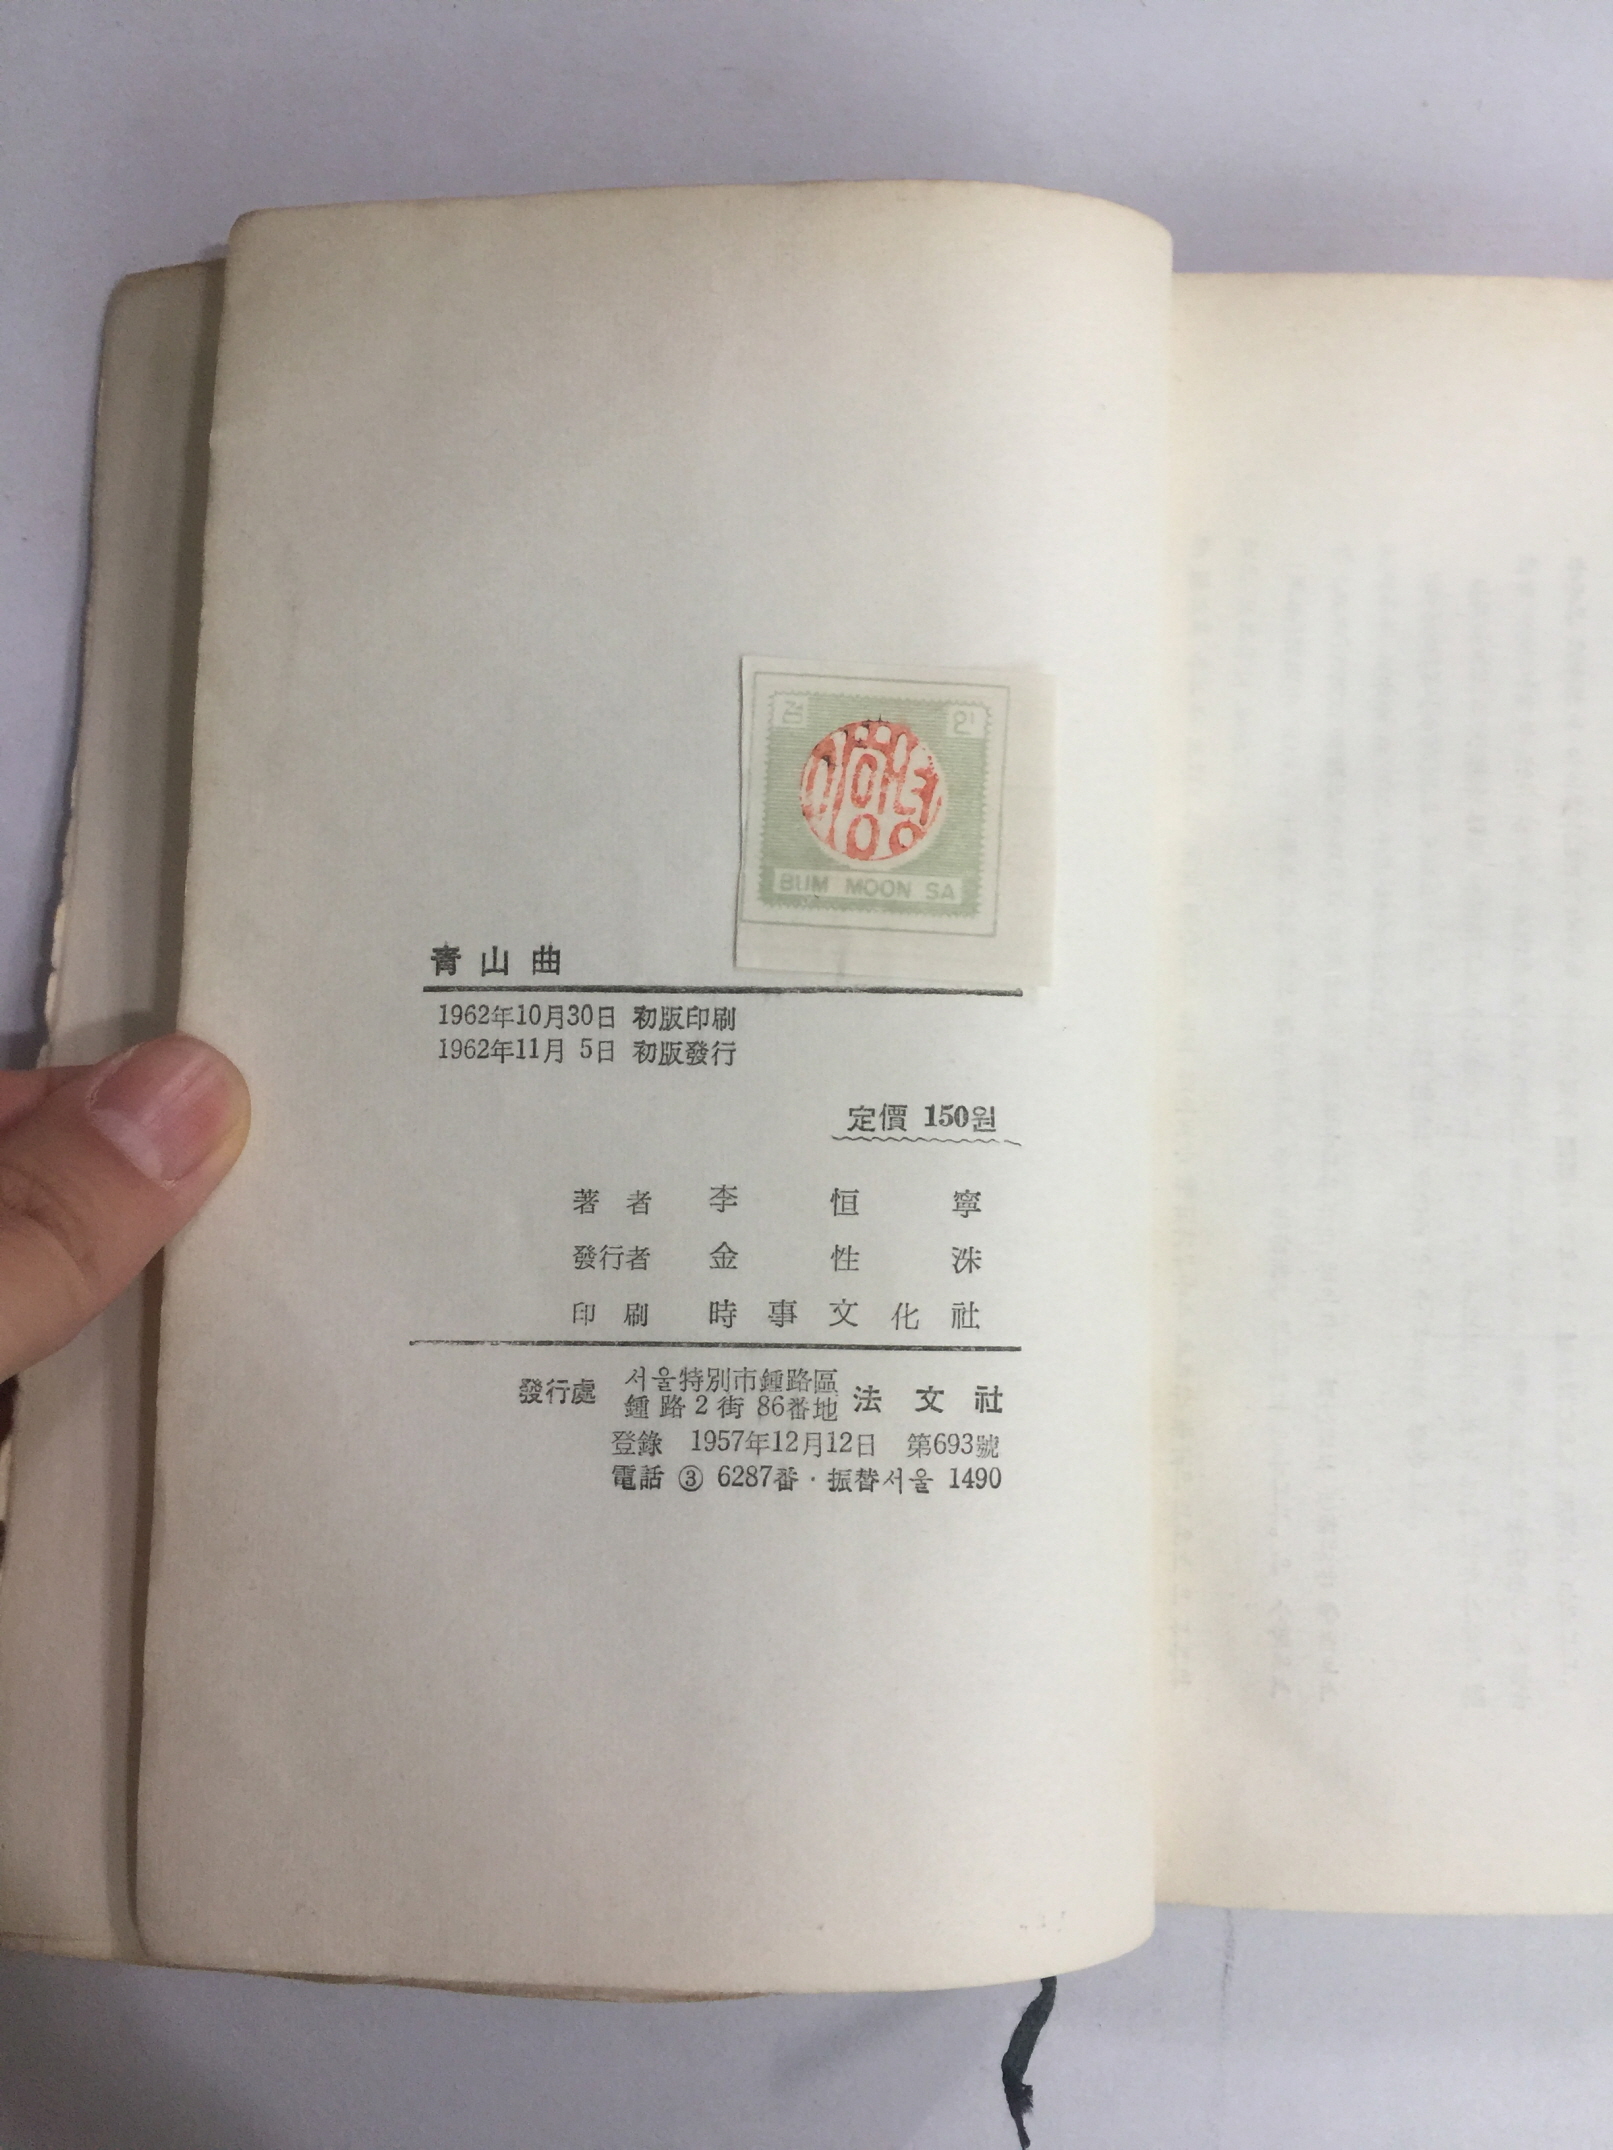 검 인
이항녕
BUM MOON SA
青山曲
1962年10月30日 初版印刷
1962年11月 5日 初版發行
定價 150원
著者 李恒寧
發行者 金性洙
印刷 時事文化社
發行處 서울特別市鍾路區
鍾路2街 86番地 法文社
登錄 1957年12月12日 第693號
電話 ③ 6287番·振替서울 1490